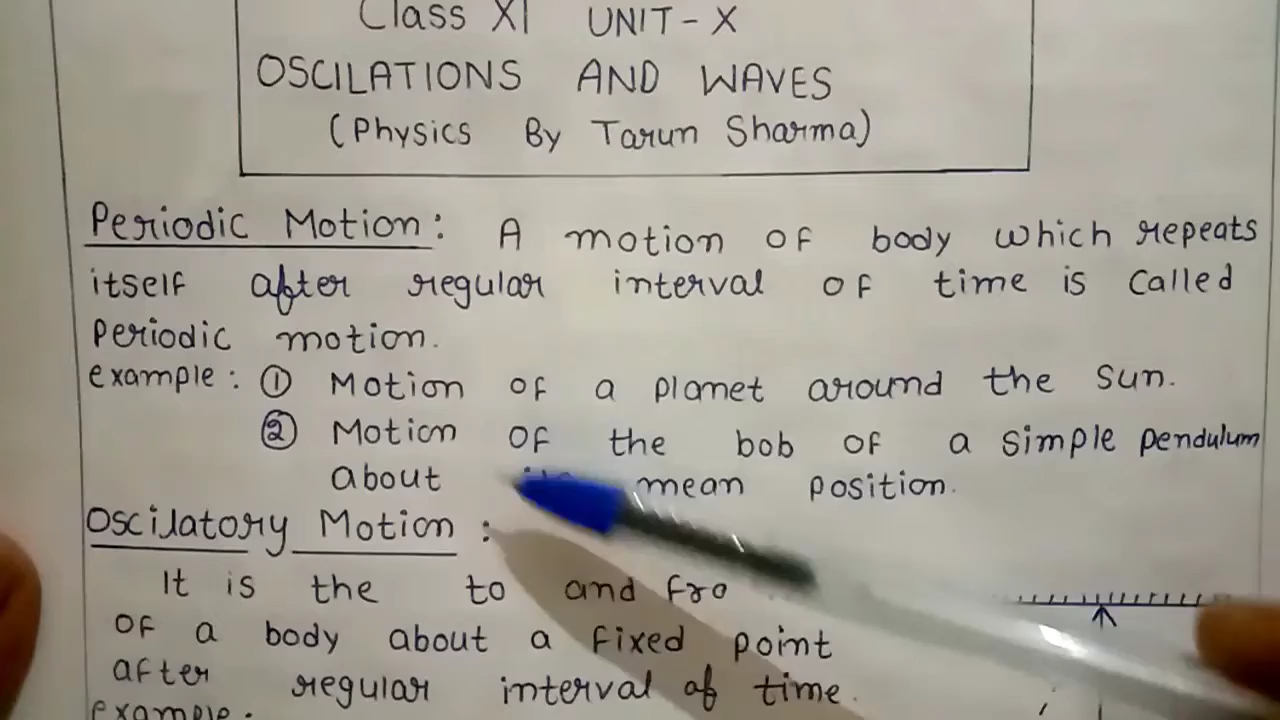 Class XI UNIT-X
OSCILATIONS AND WAVES
(Physics By Tarun Sharma)
Periodic Motion: A motion of body which repeats
itself after regular interval of time is called
periodic motion.
example: ① Motion of a planet around the sun.
② Motion of the bob of a simple pendulum
about mean position.
Oscilatory Motion:
It is the to and fro
of a body about a fixed point
after regular interval of time.
example: